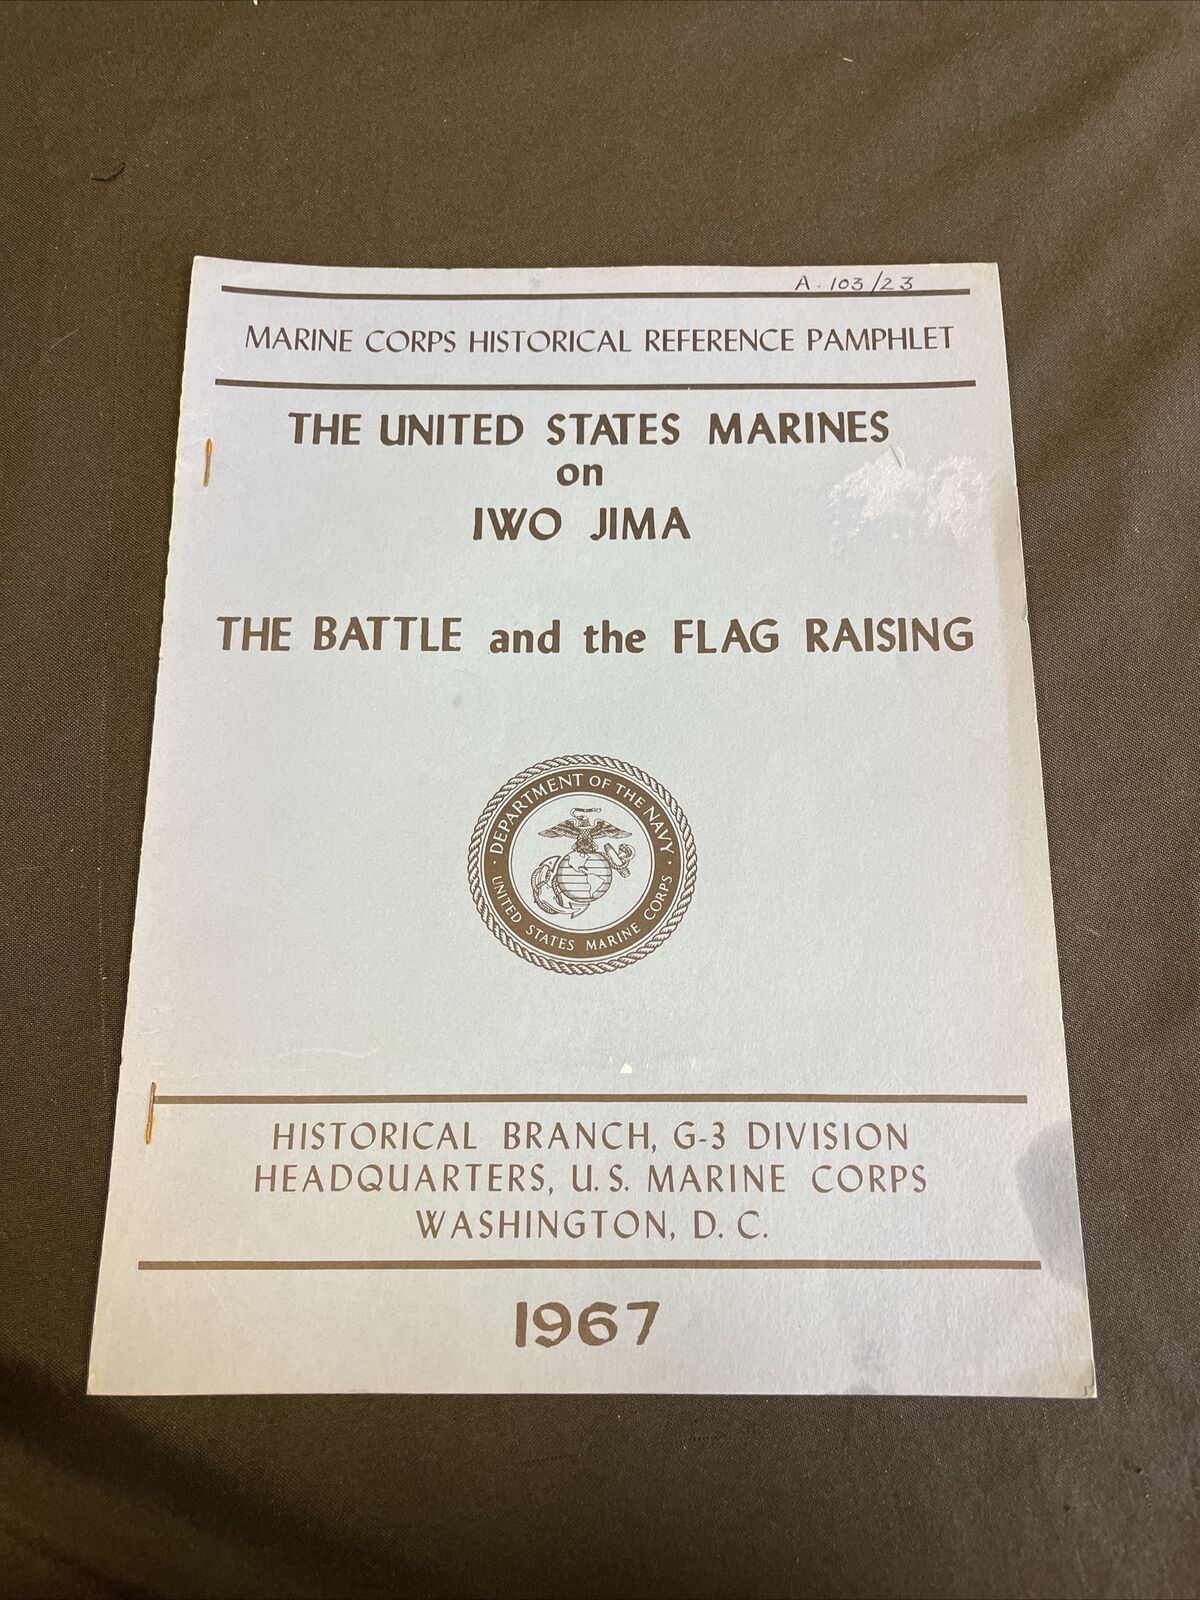 A. 103/23
MARINE CORPS HISTORICAL REFERENCE PAMPHLET
THE UNITED STATES MARINES
on
IWO JIMA
THE BATTLE and the FLAG RAISING
DEPARTMENT OF THE NAVY
UNITED STATES MARINE CORPS
HISTORICAL BRANCH, G-3 DIVISION
HEADQUARTERS, U. S. MARINE CORPS
WASHINGTON, D. C.
1967